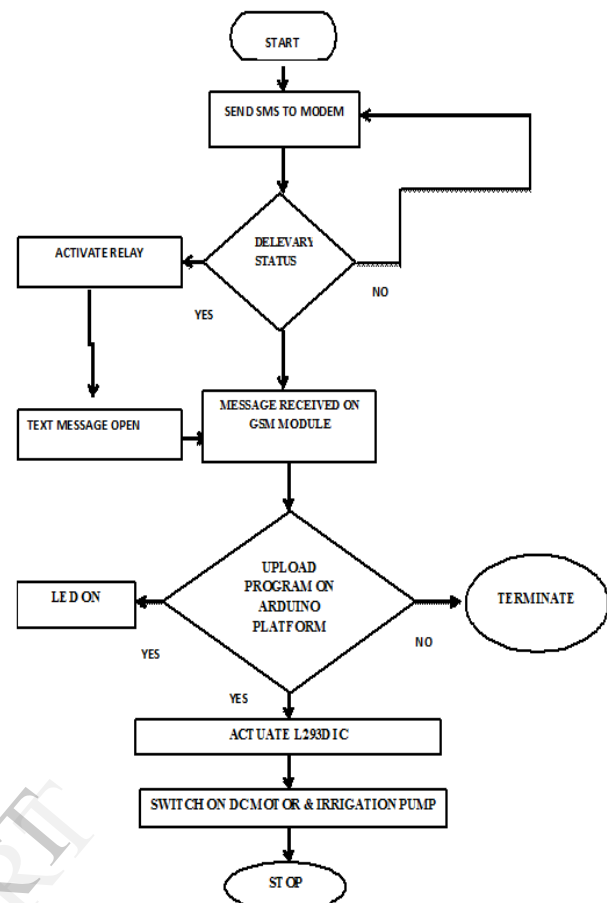 START
SEND SMS TO MODEM
DELEVARY
STATUS
ACTIVATE RELAY
YES
NO
TEXT MESSAGE OPEN
MESSAGE RECEIVED ON
GSM MODULE
UPLOAD
PROGRAM ON
ARDUINO
PLATFORM
LED ON
TERMINATE
YES
NO
YES
ACTUATE L293D IC
SWITCH ON DC MOTOR & IRRIGATION PUMP
STOP